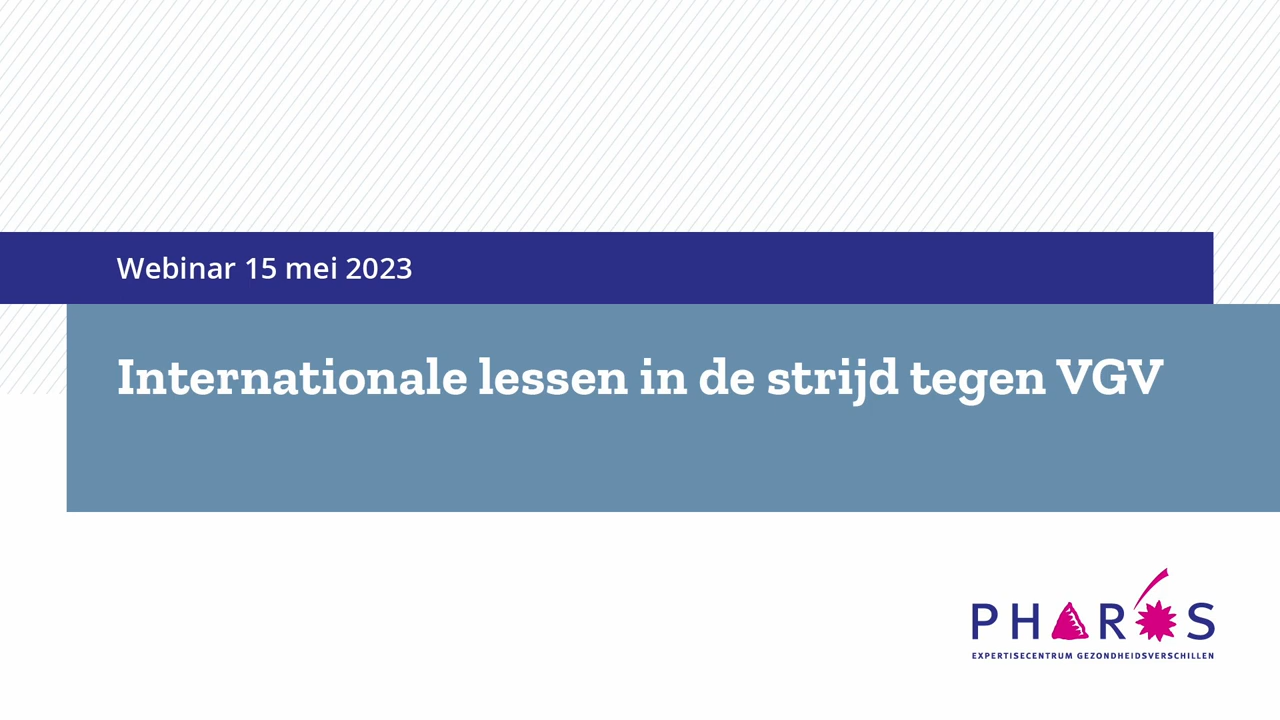 Webinar 15 mei 2023
Internationale lessen in de strijd tegen VGV
PHAROS
EXPERTISECENTRUM GEZONDHEIDSVERSCHILLEN